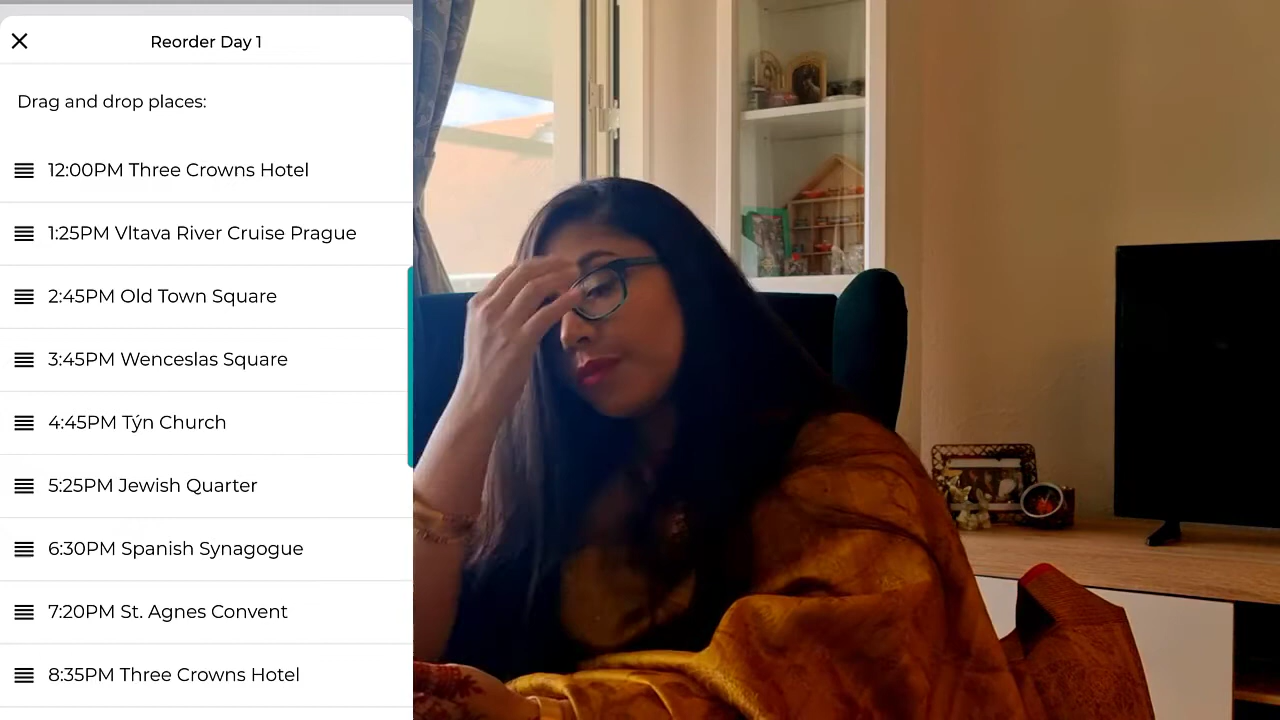 Reorder Day 1
Drag and drop places:
12:00PM Three Crowns Hotel
1:25PM Vltava River Cruise Prague
2:45PM Old Town Square
3:45PM Wenceslas Square
4:45PM Týn Church
5:25PM Jewish Quarter
6:30PM Spanish Synagogue
7:20PM St. Agnes Convent
8:35PM Three Crowns Hotel